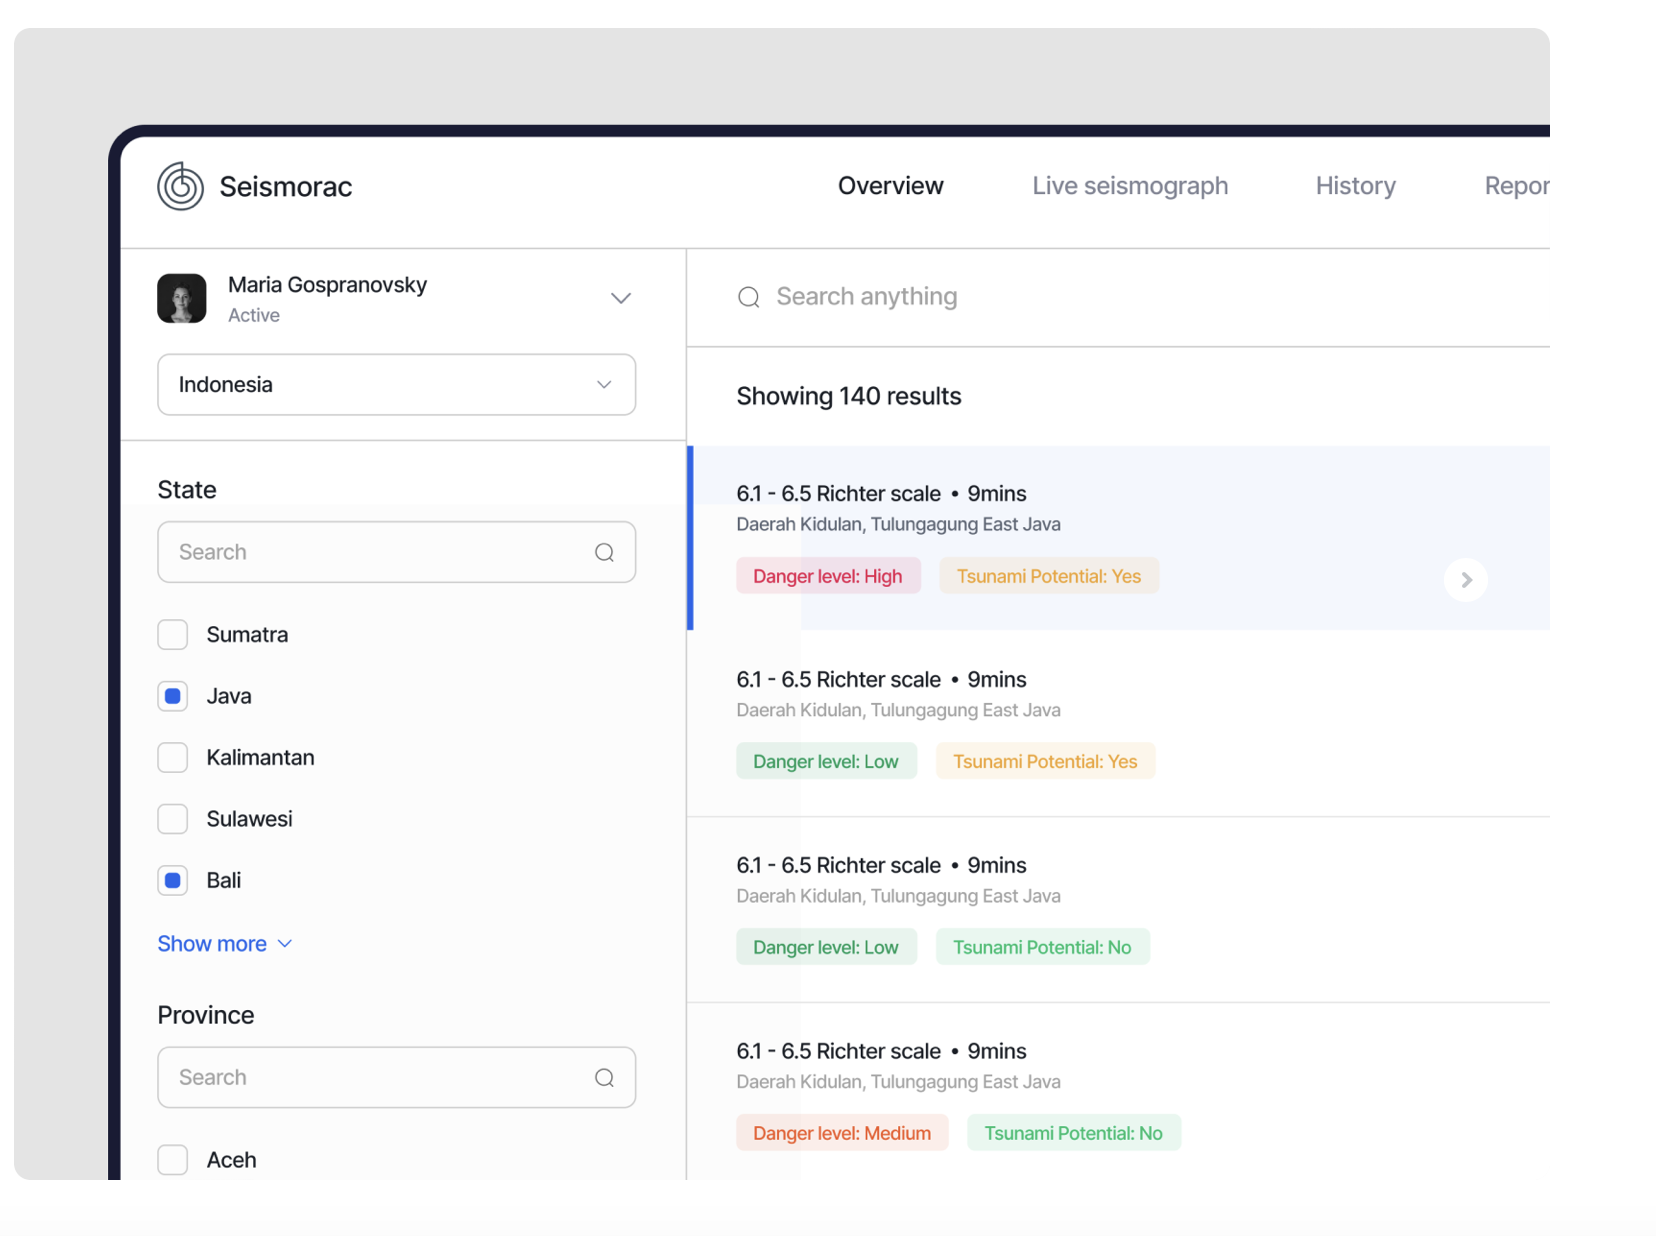 Seismorac
Overview
Live seismograph
History
Repor
Maria Gospranovsky
Active
Indonesia
State
Search
Sumatra
Java
Kalimantan
Sulawesi
Bali
Show more
Province
Search
Aceh
Search anything
Showing 140 results
6.1 - 6.5 Richter scale • 9mins
Daerah Kidulan, Tulungagung East Java
Danger level: High
Tsunami Potential: Yes
6.1 - 6.5 Richter scale • 9mins
Daerah Kidulan, Tulungagung East Java
Danger level: Low
Tsunami Potential: Yes
6.1 - 6.5 Richter scale • 9mins
Daerah Kidulan, Tulungagung East Java
Danger level: Low
Tsunami Potential: No
6.1 - 6.5 Richter scale • 9mins
Daerah Kidulan, Tulungagung East Java
Danger level: Medium
Tsunami Potential: No